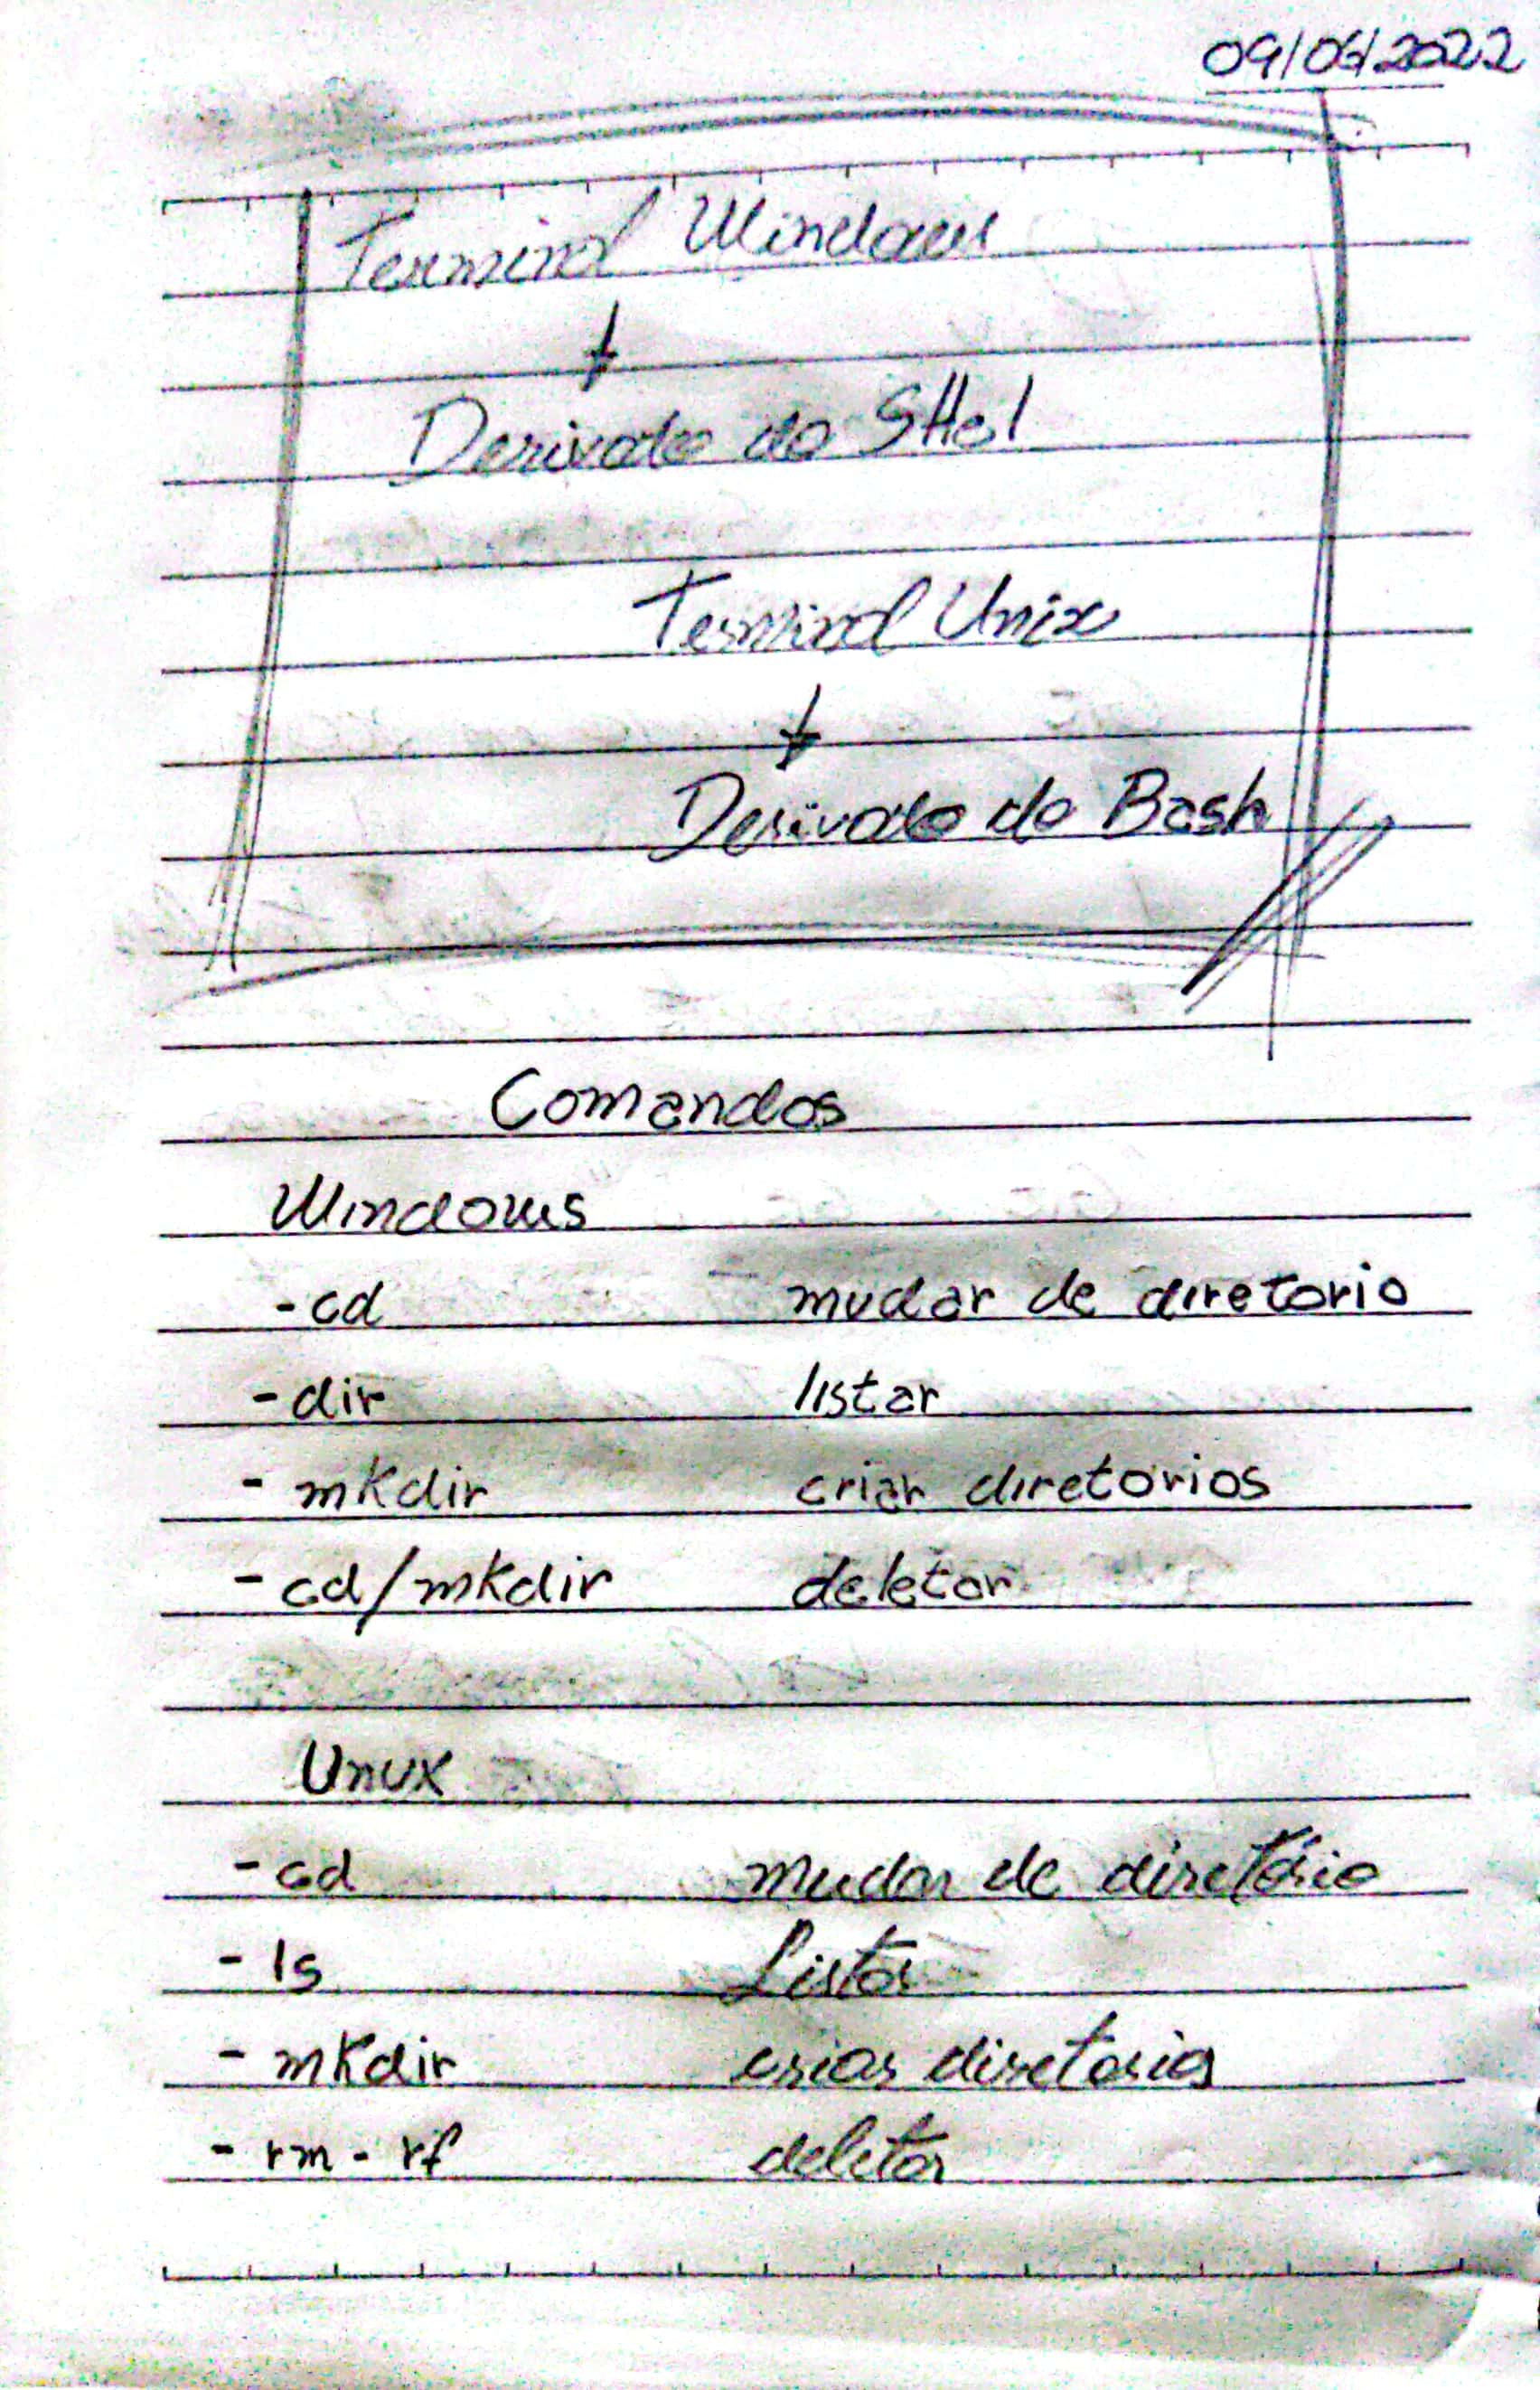 09/06/2022
Terminal Windows
Derivado do SHel
Terminal Unix
Derivado do Bash
Comandos
Windows
- cd mudar de diretorio
- dir listar
- mkdir criar diretorios
- cd/mkdir deletar
Unux
- cd mudar de diretório
- ls Listar
- mkdir criar diretorios
- rm - rf deletar